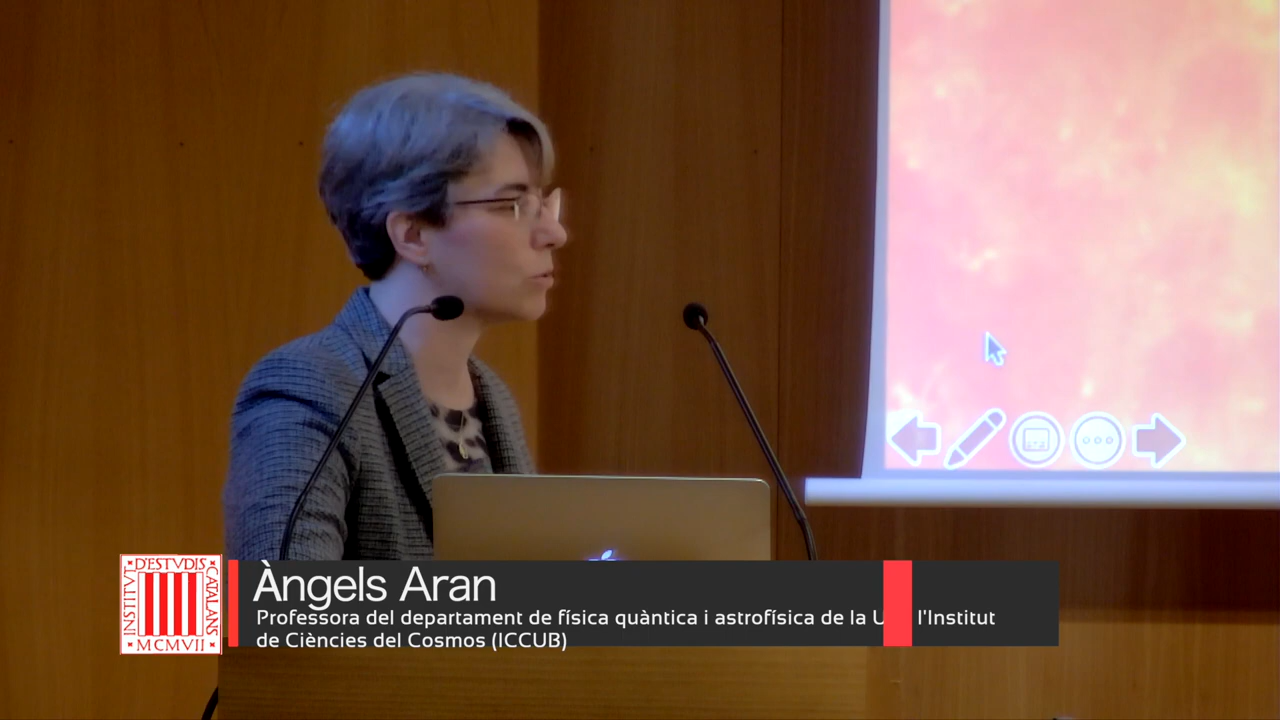 INSTITVT D'ESTVDIS CATALANS
MCMVII
Àngels Aran
Professora del departament de física quàntica i astrofísica de la l'Institut
de Ciències del Cosmos (ICCUB)